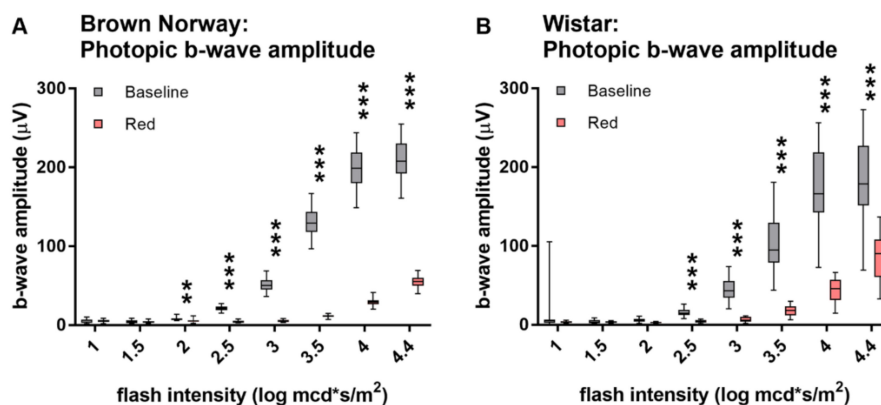 A
Brown Norway:
Photopic b-wave amplitude
Baseline
Red
b-wave amplitude (µV)
300
200
100
0
**
***
***
***
***
***
1
1.5
2
2.5
3
3.5
4
4.4
flash intensity (log mcd*s/m²)
B
Wistar:
Photopic b-wave amplitude
Baseline
Red
b-wave amplitude (µV)
300
200
100
0
***
***
***
***
***
1
1.5
2
2.5
3
3.5
4
4.4
flash intensity (log mcd*s/m²)